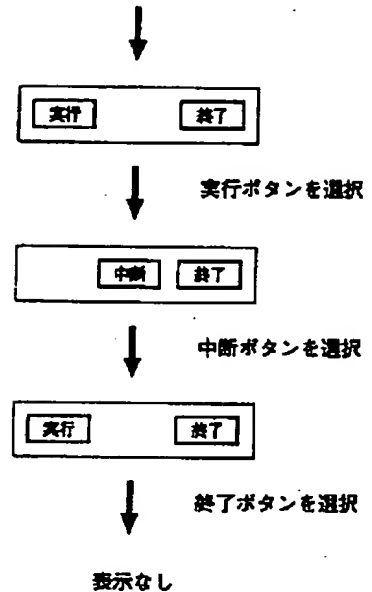 実行 終了
実行ボタンを選択
中断 終了
中断ボタンを選択
実行 終了
終了ボタンを選択
表示なし